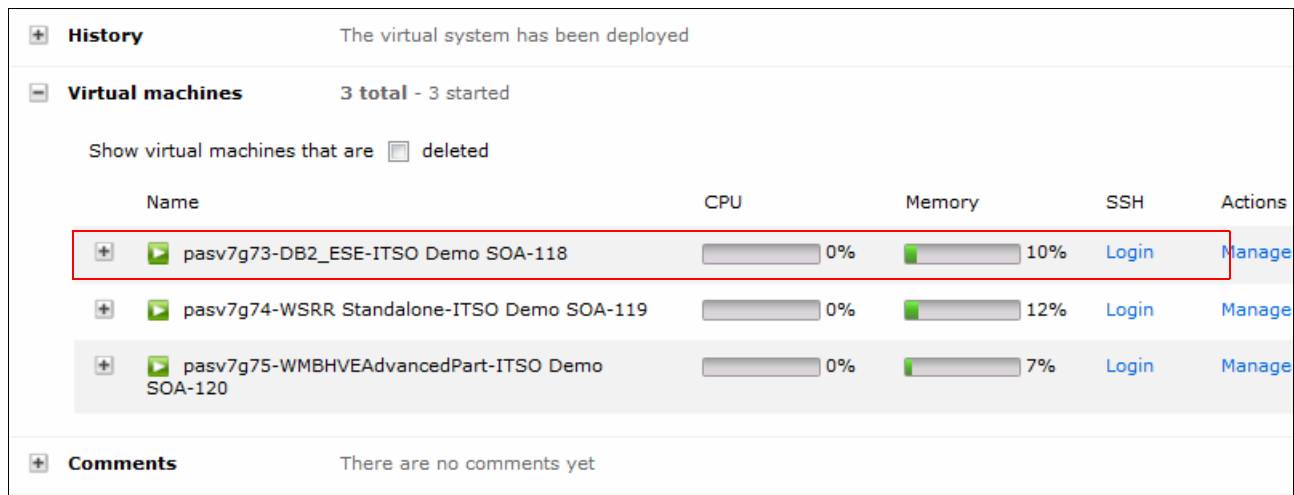 History The virtual system has been deployed
Virtual machines 3 total - 3 started
Show virtual machines that are deleted
Name CPU Memory SSH Actions
pasv7g73-DB2_ESE-ITSO Demo SOA-118 0% 10% Login Manage
pasv7g74-WSRR Standalone-ITSO Demo SOA-119 0% 12% Login Manage
pasv7g75-WMBHVEAdvancedPart-ITSO Demo 0% 7% Login Manage
SOA-120
Comments There are no comments yet